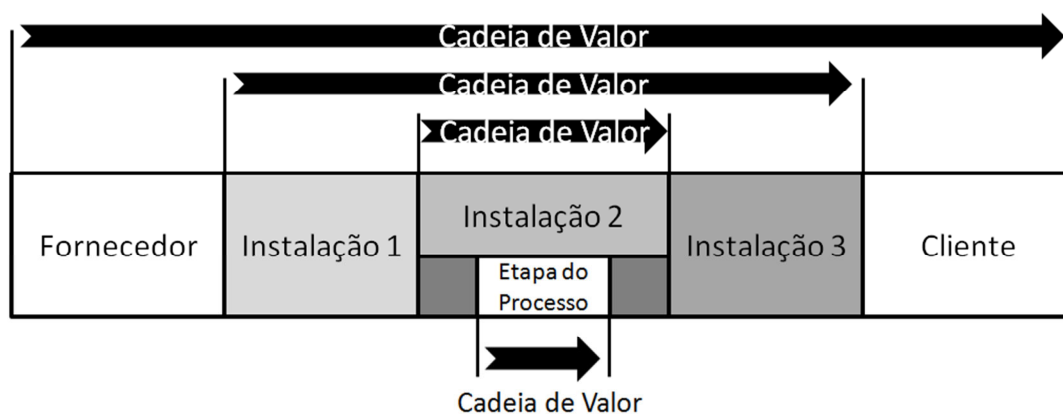 Cadeia de Valor
Cadeia de Valor
Cadeia de Valor
Fornecedor
Instalação 1
Instalação 2
Etapa do
Processo
Instalação 3
Cliente
Cadeia de Valor